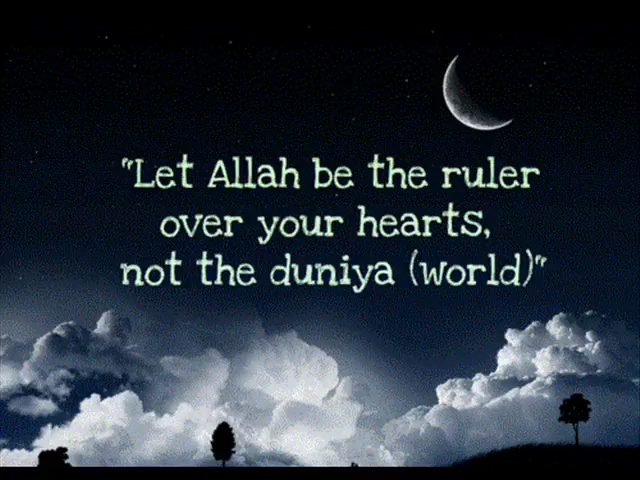 "Let Allah be the ruler
over your hearts,
not the duniya (world)"